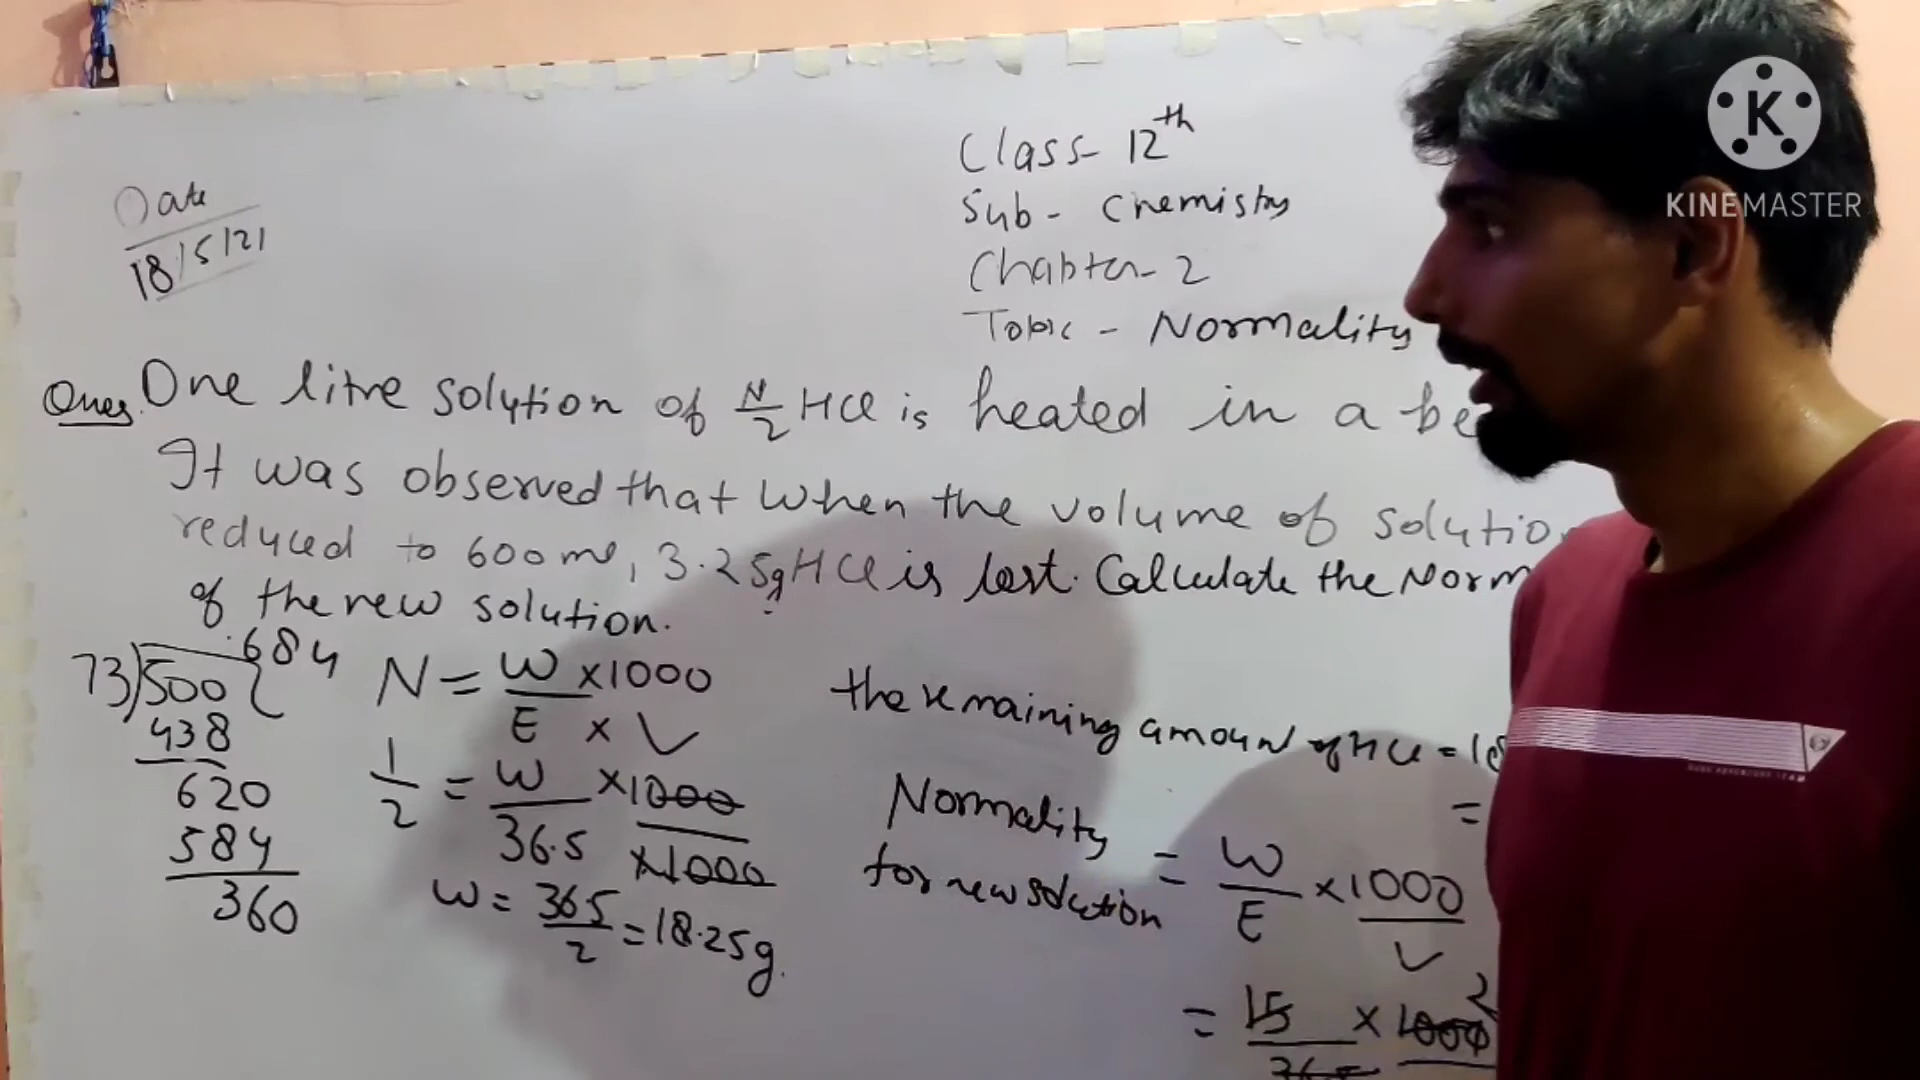 Date
18/5/21
Class- 12th
Sub- Chemistry
Chapter- 2
Topic - Normality
KINEMASTER
Ques. One litre solution of N/2 HCl is heated in a be
It was observed that when the volume of solutio
reduced to 600 ml, 3.25g HCl is lost. Calculate the Norm
of the new solution.
.684
73)500(
438
620
584
360
N = W × 1000
E × V
1/2 = W × 1000
36.5 × 1000
W = 365/2 = 18.25g.
the remaining amount of HCl = 18
=
Normality
for new solution
= W × 1000
E V
= 15 × 1000 2